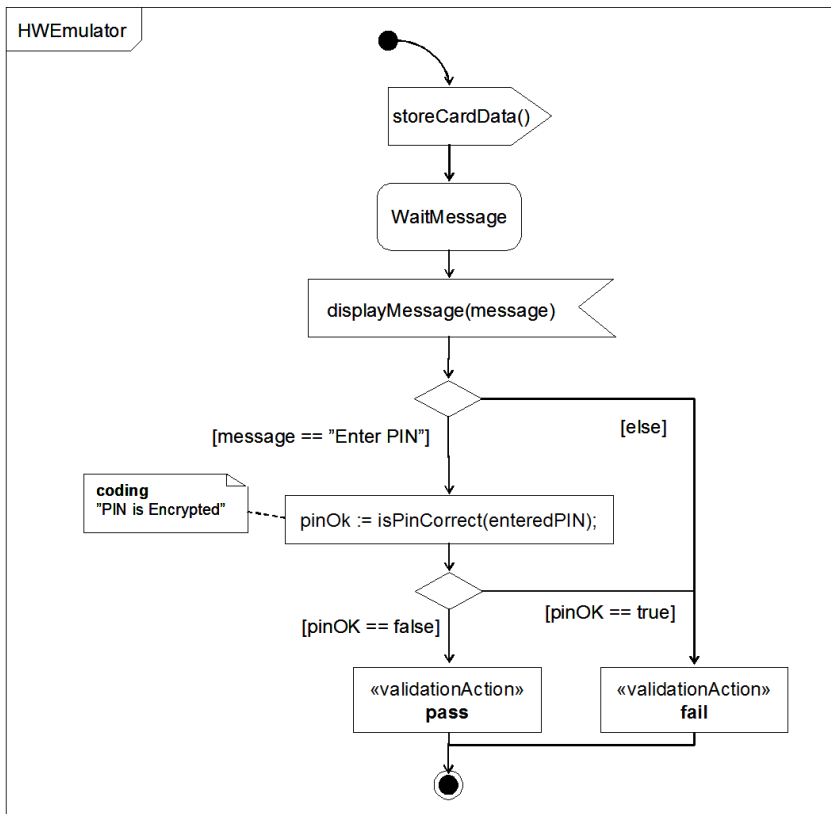 HWEmulator
storeCardData()
WaitMessage
displayMessage(message)
[message == ”Enter PIN”]
[else]
coding
”PIN is Encrypted”
pinOk := isPinCorrect(enteredPIN);
[pinOK == false]
[pinOK == true]
«validationAction»
pass
«validationAction»
fail